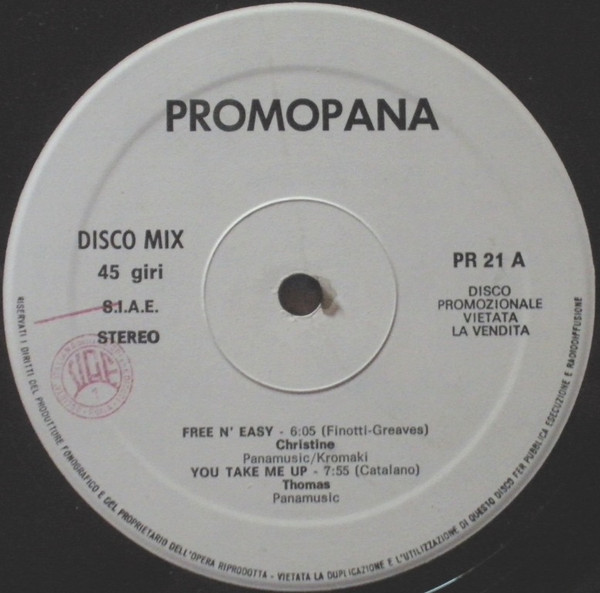 PROMOPANA
DISCO MIX
45 giri
S.I.A.E.
STEREO
PR 21 A
DISCO
PROMOZIONALE
VIETATA
LA VENDITA
FREE N' EASY - 6:05 (Finotti-Greaves)
Christine
Panamusic/Kromaki
YOU TAKE ME UP - 7:55 (Catalano)
Thomas
Panamusic
RISERVATI I DIRITTI DEL PRODUTTORE FONOGRAFICO E DEL PROPRIETARIO DELL'OPERA RIPRODOTTA - VIETATA LA DUPLICAZIONE E L'UTILIZZAZIONE DI QUESTO DISCO PER PUBBLICA ESECUZIONE E RADIODIFFUSIONE